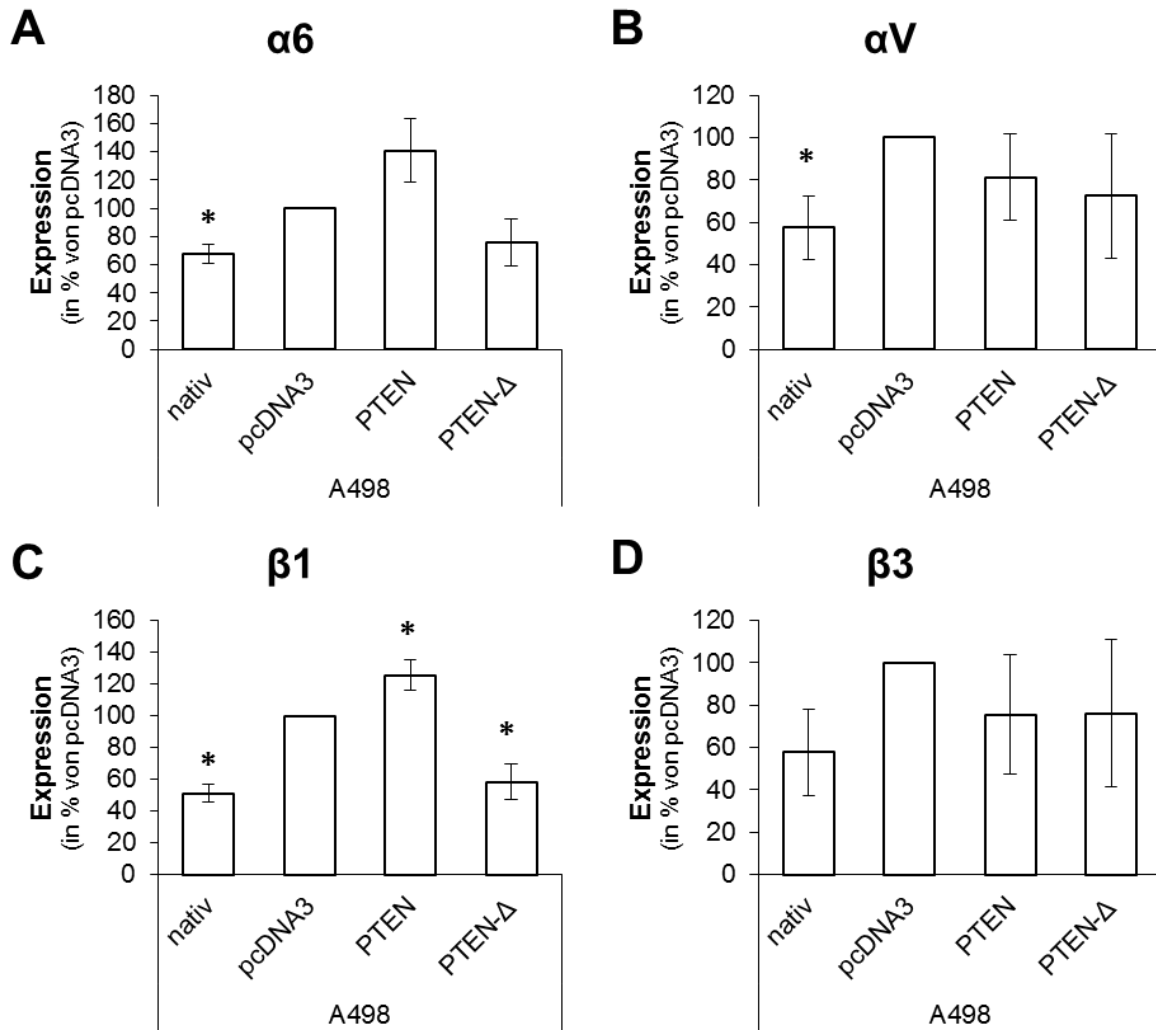 A
α6
Expression
(in % von pcDNA3)
180
160
140
120
100
80
60
40
20
0
*
nativ
pcDNA3
PTEN
PTEN-Δ
A498
B
αV
Expression
(in % von pcDNA3)
120
100
80
60
40
20
0
*
nativ
pcDNA3
PTEN
PTEN-Δ
A498
C
β1
Expression
(in % von pcDNA3)
160
140
120
100
80
60
40
20
0
*
*
*
nativ
pcDNA3
PTEN
PTEN-Δ
A498
D
β3
Expression
(in % von pcDNA3)
120
100
80
60
40
20
0
nativ
pcDNA3
PTEN
PTEN-Δ
A498